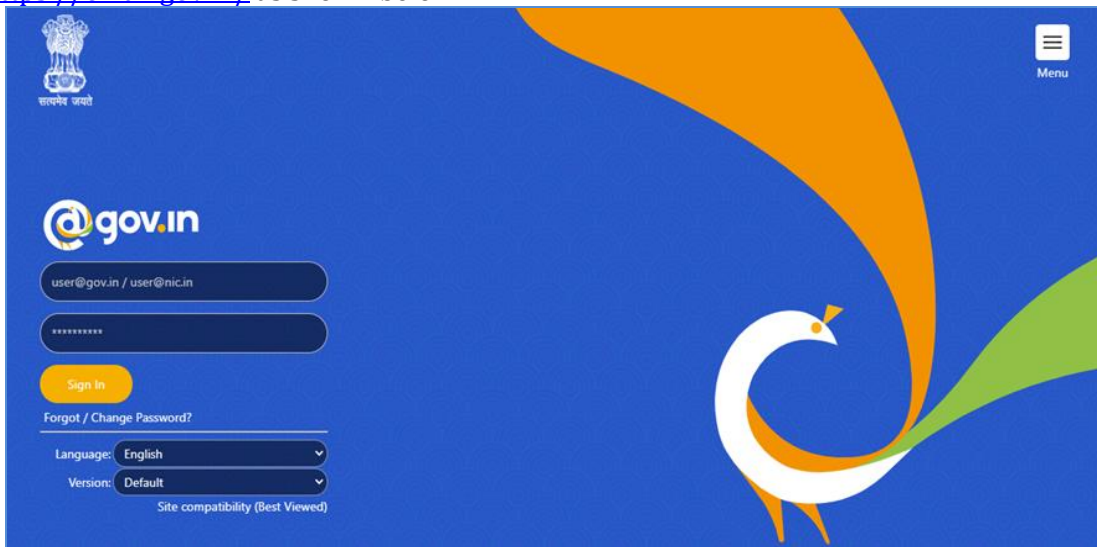 सत्यमेव जयते
Menu
@gov.in
user@gov.in / user@nic.in
**********
Sign In
Forgot / Change Password?
Language: English
Version: Default
Site compatibility (Best Viewed)